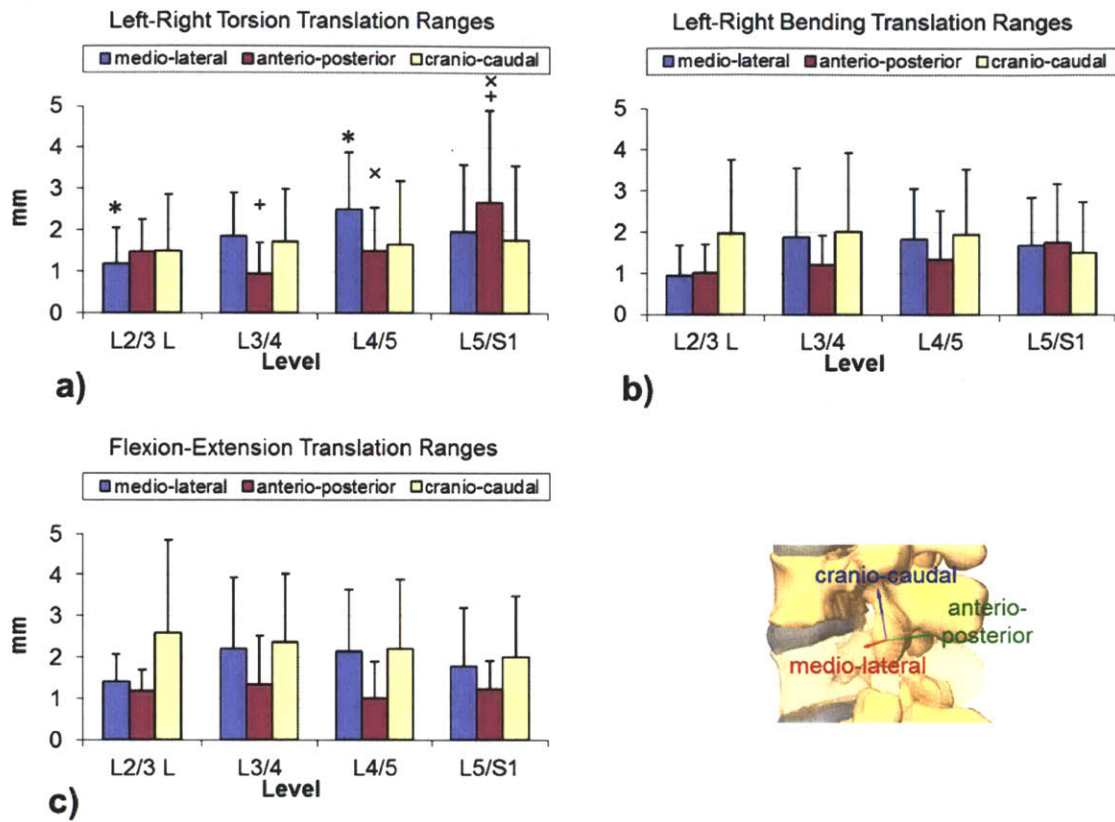 Left-Right Torsion Translation Ranges
medio-lateral anterio-posterior cranio-caudal
5
4
3
2
1
0
mm
* + * × × +
L2/3 L L3/4 L4/5 L5/S1
Level
a)
Left-Right Bending Translation Ranges
medio-lateral anterio-posterior cranio-caudal
5
4
3
2
1
0
L2/3 L L3/4 L4/5 L5/S1
Level
b)
Flexion-Extension Translation Ranges
medio-lateral anterio-posterior cranio-caudal
5
4
3
2
1
0
mm
L2/3 L L3/4 L4/5 L5/S1
Level
c)
cranio-caudal
anterio-
posterior
medio-lateral